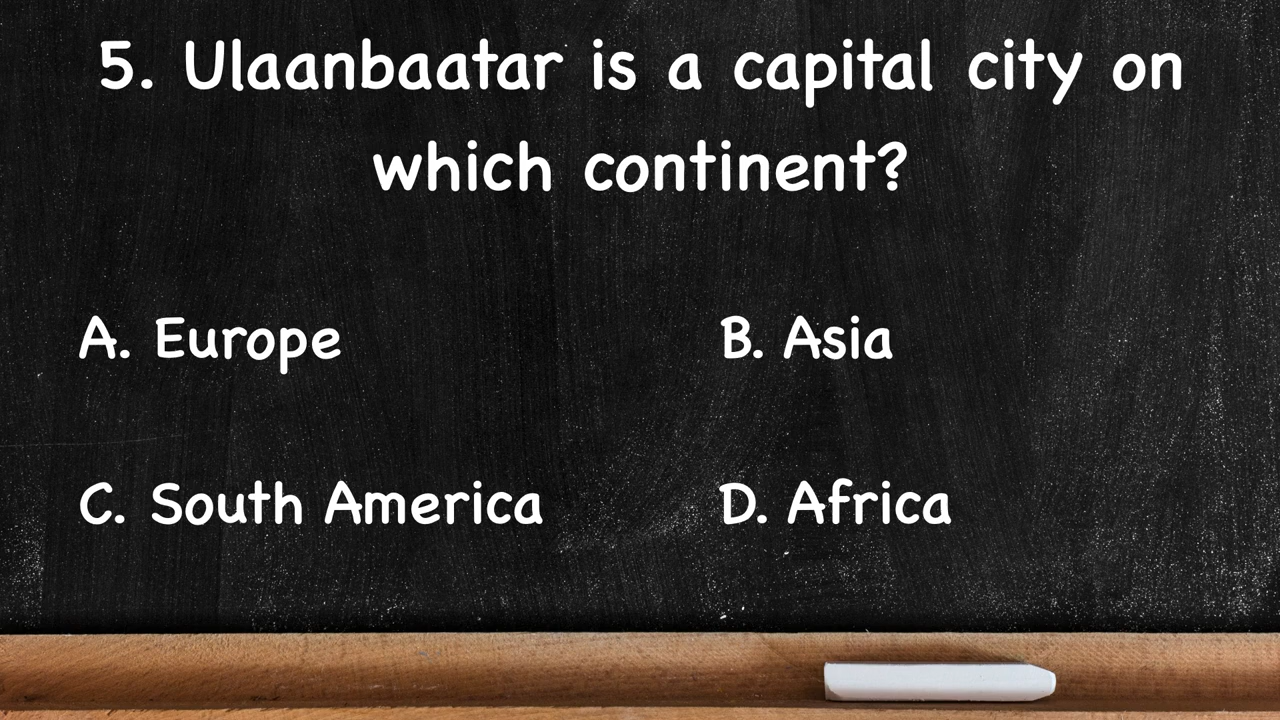 5. Ulaanbaatar is a capital city on
which continent?
A. Europe
B. Asia
C. South America
D. Africa